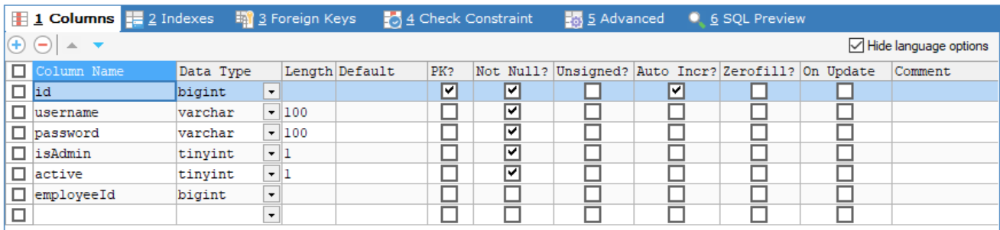 1 Columns 2 Indexes 3 Foreign Keys 4 Check Constraint 5 Advanced 6 SQL Preview
Hide language options
Column Name Data Type Length Default PK? Not Null? Unsigned? Auto Incr? Zerofill? On Update Comment
id bigint
username varchar 100
password varchar 100
isAdmin tinyint 1
active tinyint 1
employeeId bigint